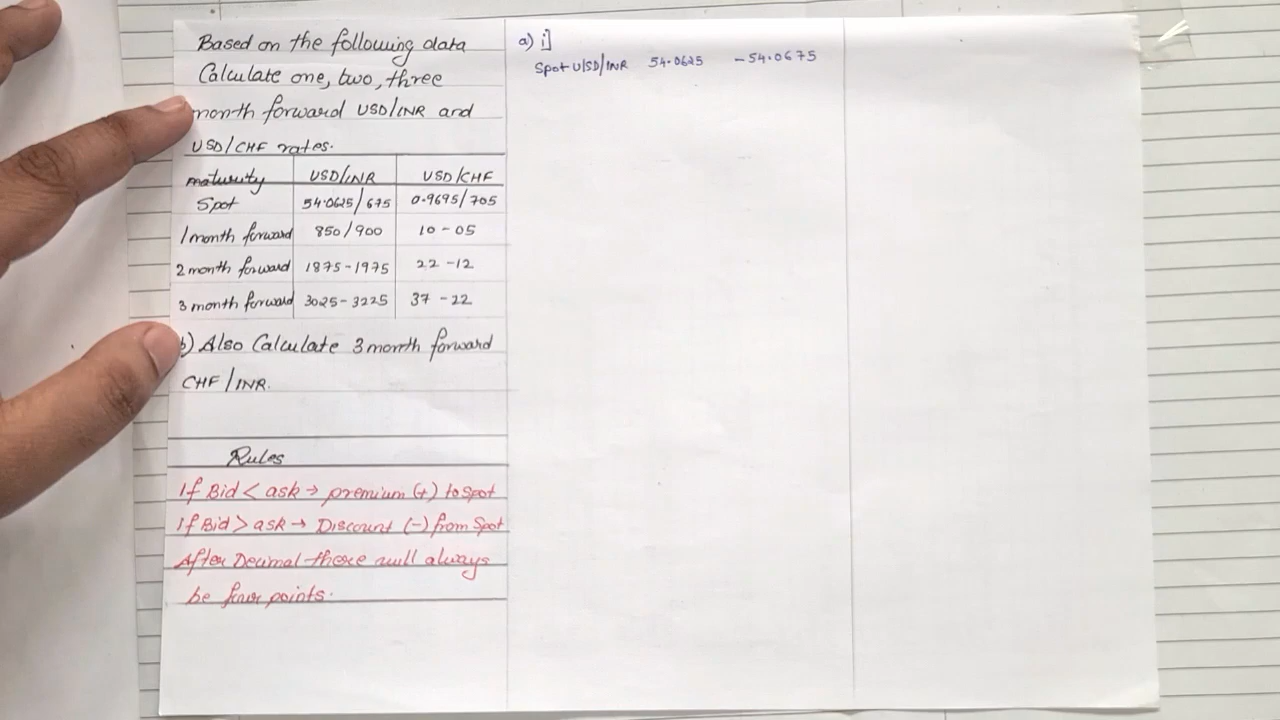 Based on the following data
Calculate one, two, three
month forward USD/INR and
USD/CHF rates.
maturity USD/INR USD/CHF
Spot 54.0625/675 0.9695/705
1 month forward 850/900 10-05
2 month forward 1875-1975 22-12
3 month forward 3025-3225 37-22
b) Also Calculate 3 month forward
CHF/INR.
Rules
If Bid < ask → premium (+) to spot
If Bid > ask → Discount (-) from Spot
After Decimal there will always
be four points.
a) i]
Spot USD/INR 54.0625 - 54.0675